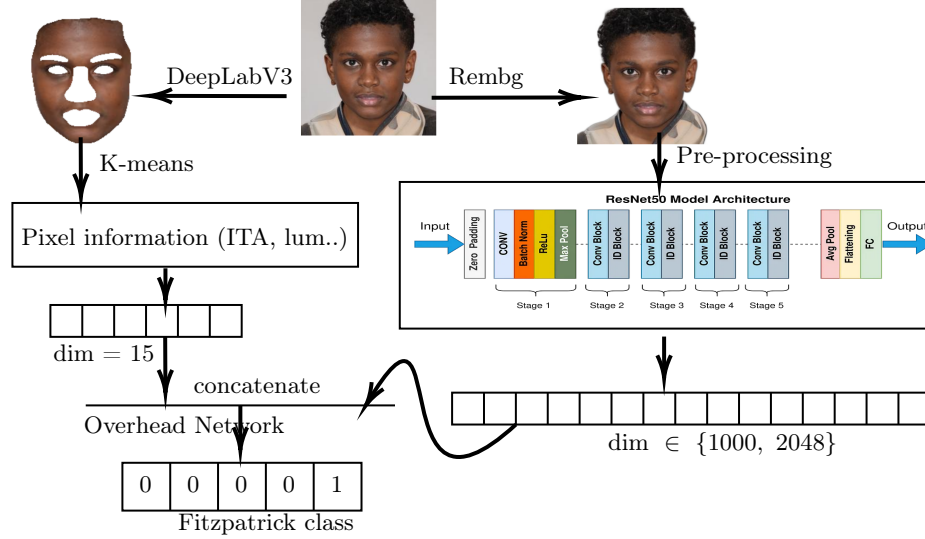 DeepLabV3
Rembg
K-means
Pre-processing
Pixel information (ITA, lum..)
ResNet50 Model Architecture
Input
Zero Padding
CONV
Batch Norm
ReLu
Max Pool
Conv Block
ID Block
Conv Block
ID Block
Conv Block
ID Block
Conv Block
ID Block
Avg Pool
Flattening
FC
Output
Stage 1
Stage 2
Stage 3
Stage 4
Stage 5
dim = 15
concatenate
Overhead Network
dim ∈ {1000, 2048}
0 0 0 0 1
Fitzpatrick class